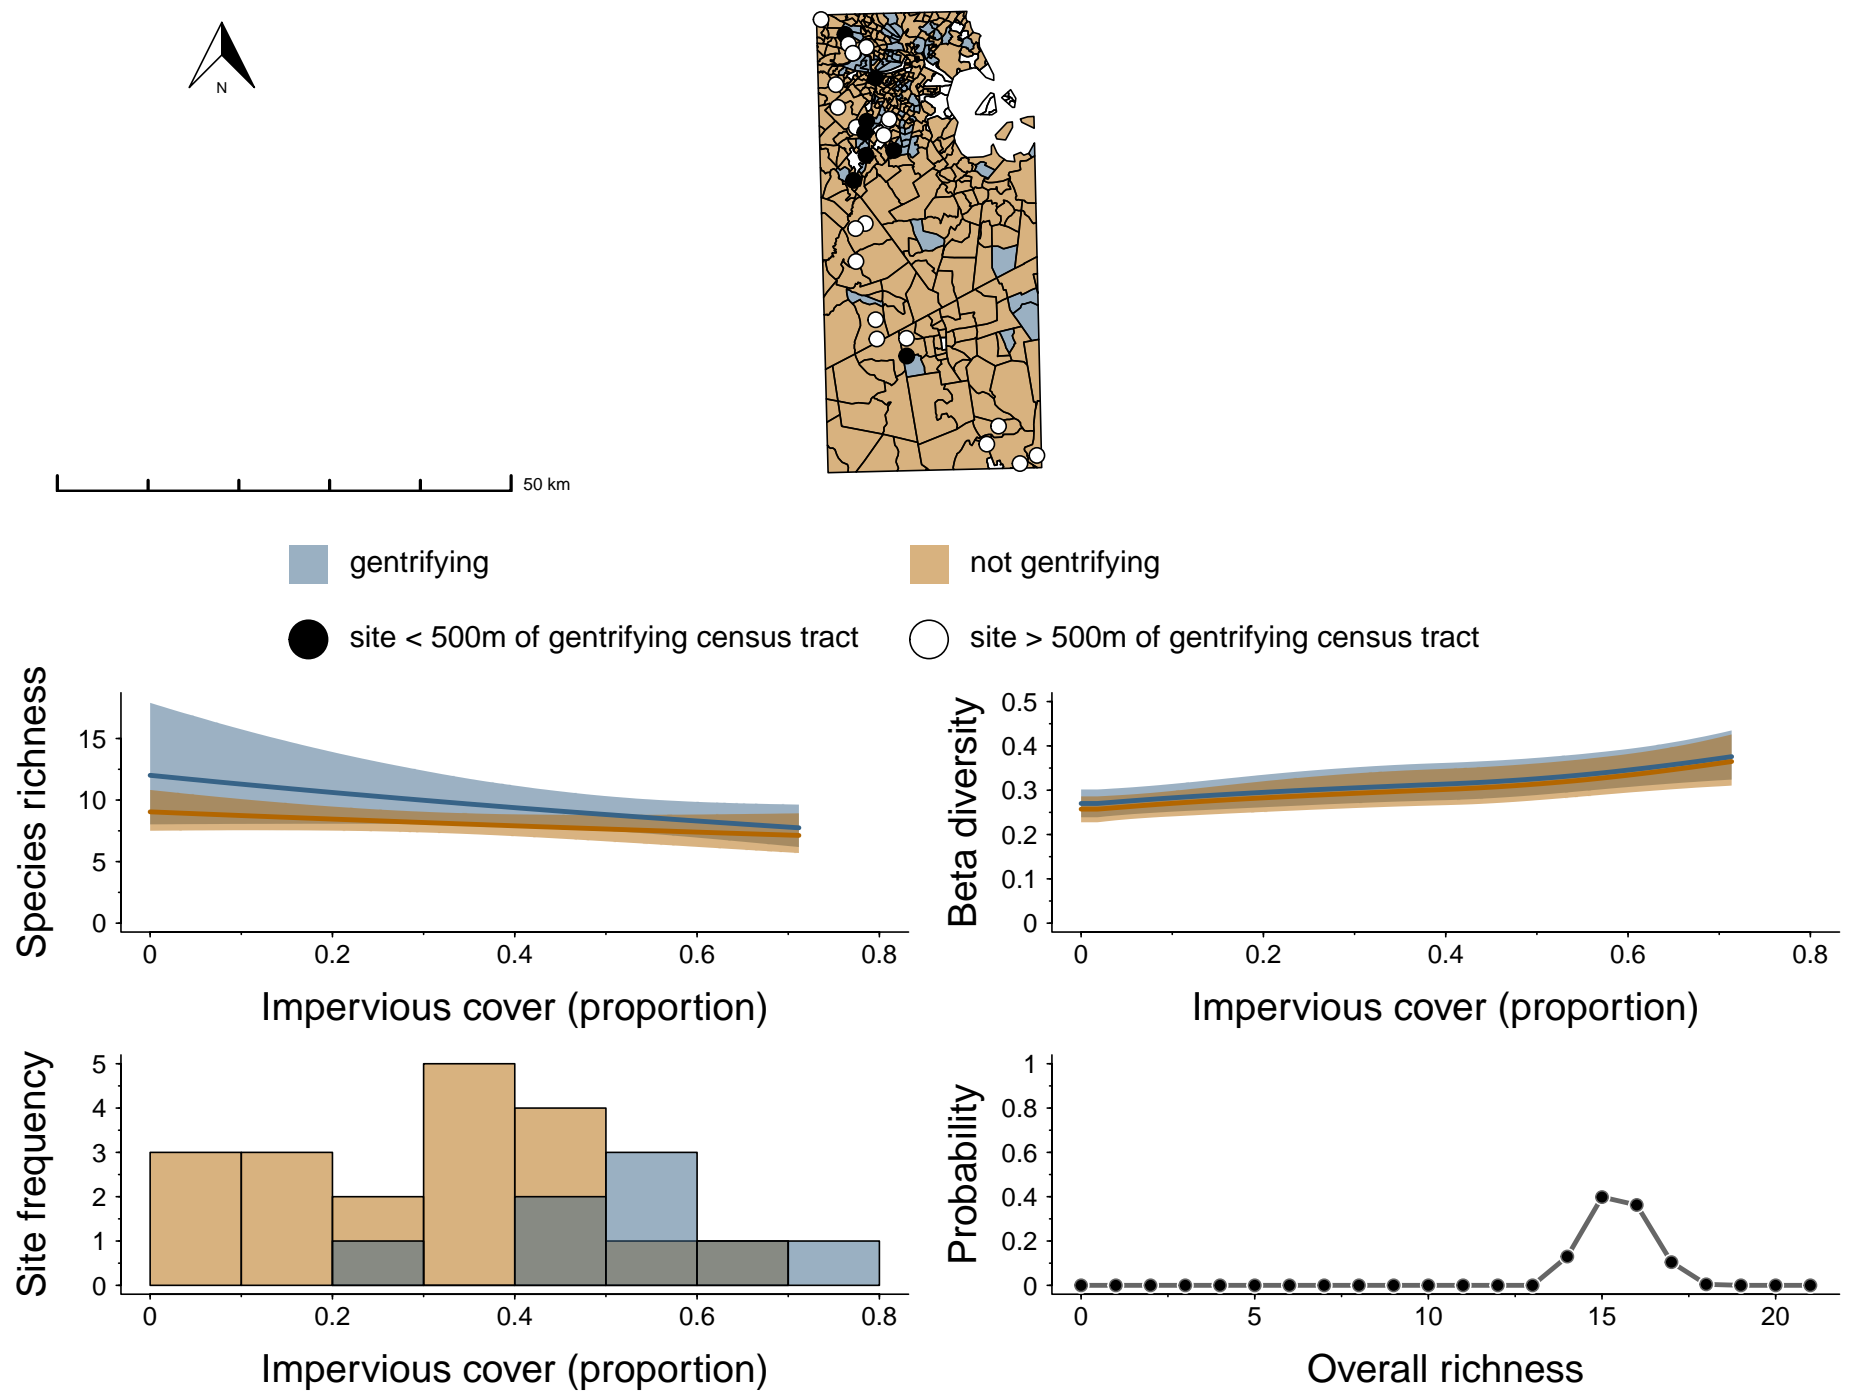 N
50 km
gentrifying
not gentrifying
site < 500m of gentrifying census tract
site > 500m of gentrifying census tract
Species richness
15
10
5
0
0 0.2 0.4 0.6 0.8
Impervious cover (proportion)
Beta diversity
0.5
0.4
0.3
0.2
0.1
0
0 0.2 0.4 0.6 0.8
Impervious cover (proportion)
Site frequency
5
4
3
2
1
0
0 0.2 0.4 0.6 0.8
Impervious cover (proportion)
Probability
1
0.8
0.6
0.4
0.2
0
0 5 10 15 20
Overall richness